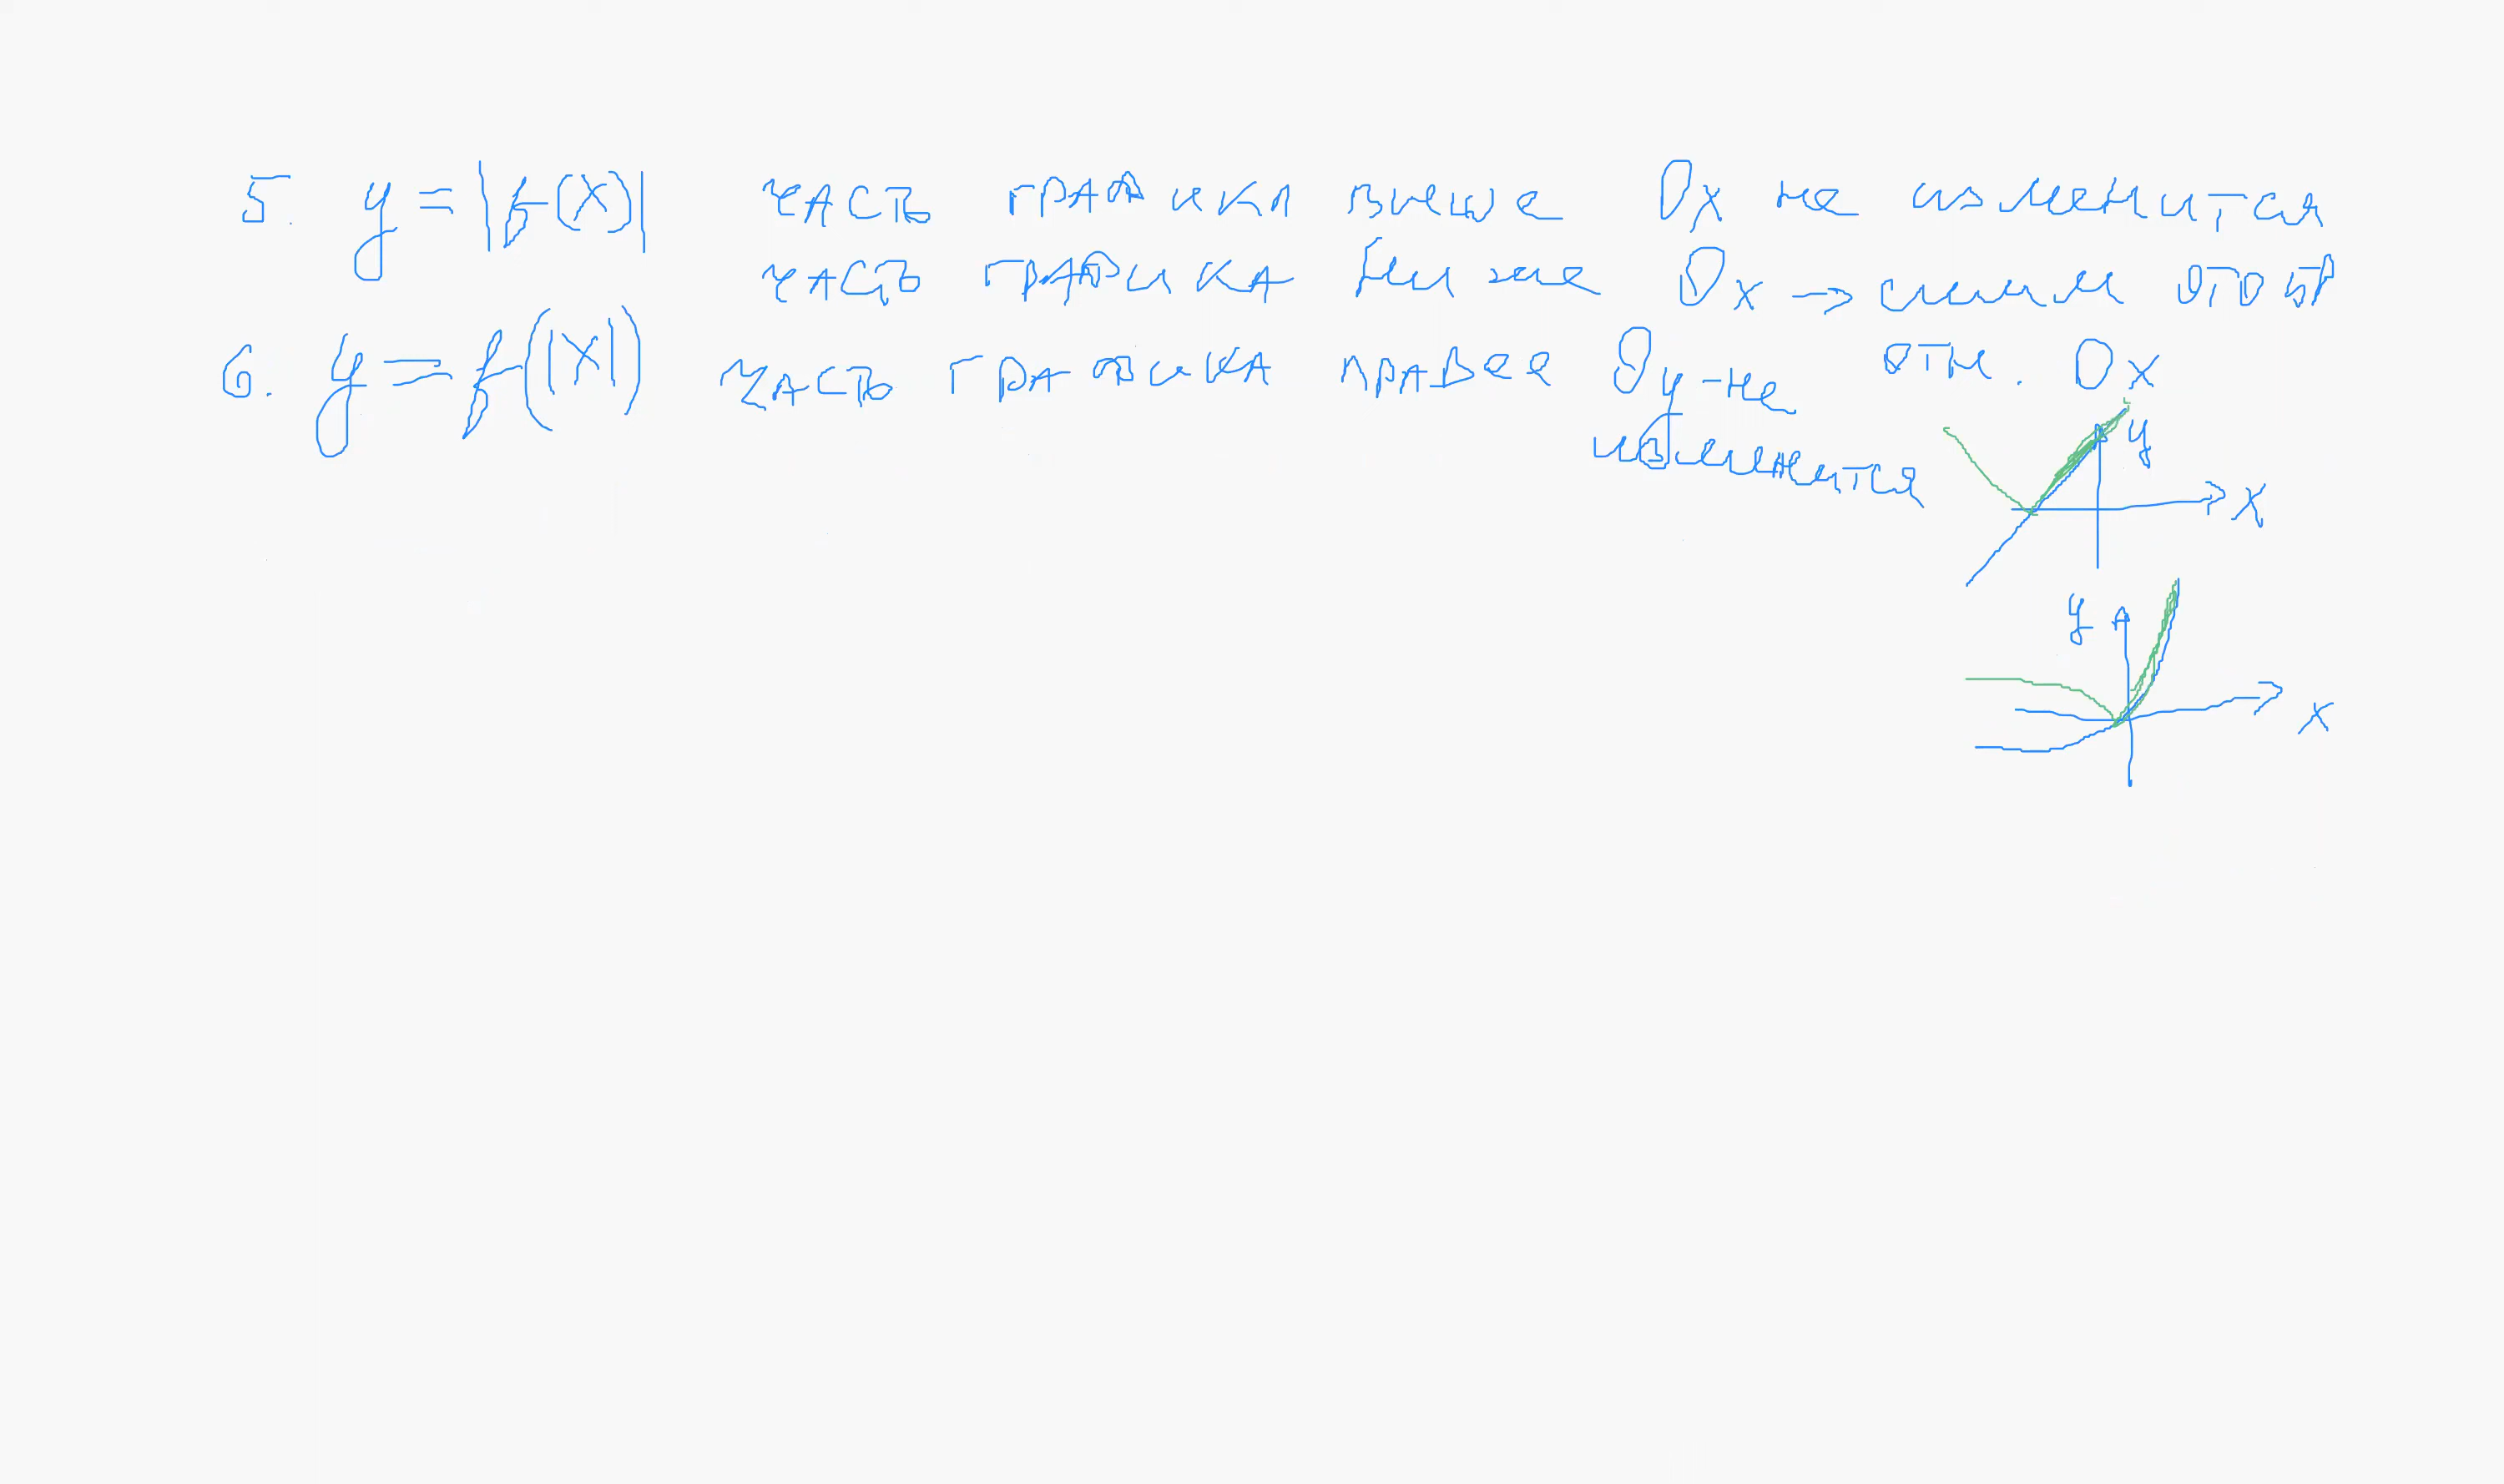 5. y = |f(x)| часть графика выше Ox не изменится
часть графика ниже Ox → симм отоб
отн. Ox
6. y = f(|x|) часть графика правее Oy - не
изменится
y
x
y
x